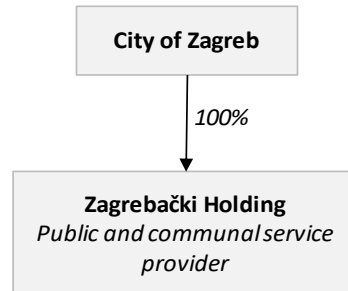 City of Zagreb
100%
Zagrebački Holding
Public and communal service
provider